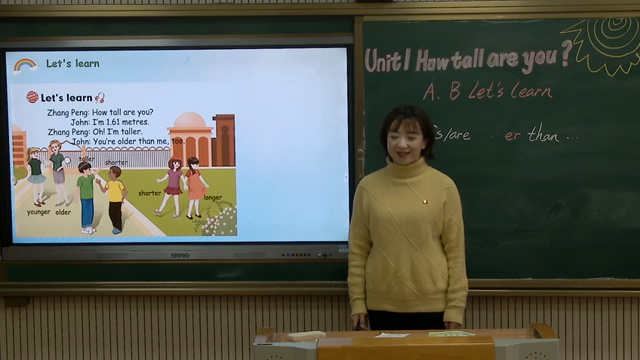 Let's learn
Let's learn
Zhang Peng: How tall are you?
John: I'm 1.61 metres.
Zhang Peng: Oh! I'm taller.
John: You're older than me, too.
taller
shorter
shorter
longer
younger
older
Unit 1 How tall are you?
A. B Let's learn
s/are ...er than ...